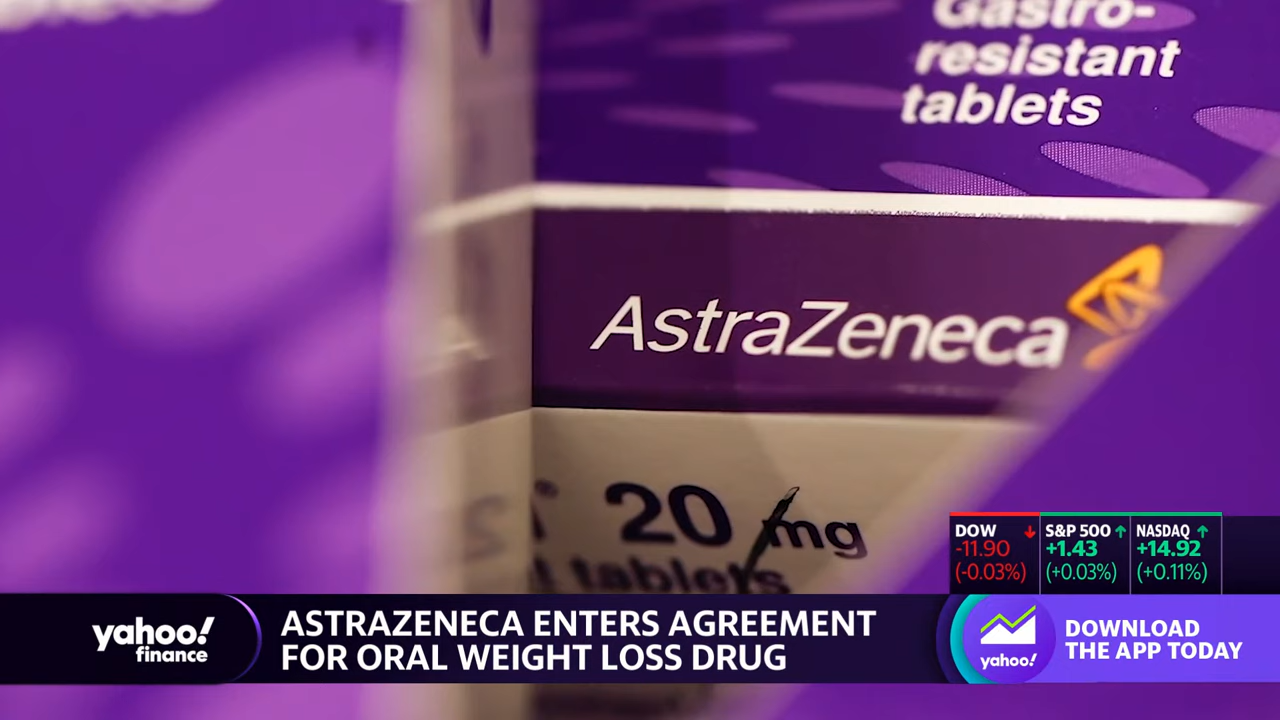 Gastro-
resistant
tablets
AstraZeneca
20 mg
tablets
DOW
-11.90
(-0.03%)
S&P 500
+1.43
(+0.03%)
NASDAQ
+14.92
(+0.11%)
yahoo!
finance
ASTRAZENECA ENTERS AGREEMENT
FOR ORAL WEIGHT LOSS DRUG
yahoo!
DOWNLOAD
THE APP TODAY